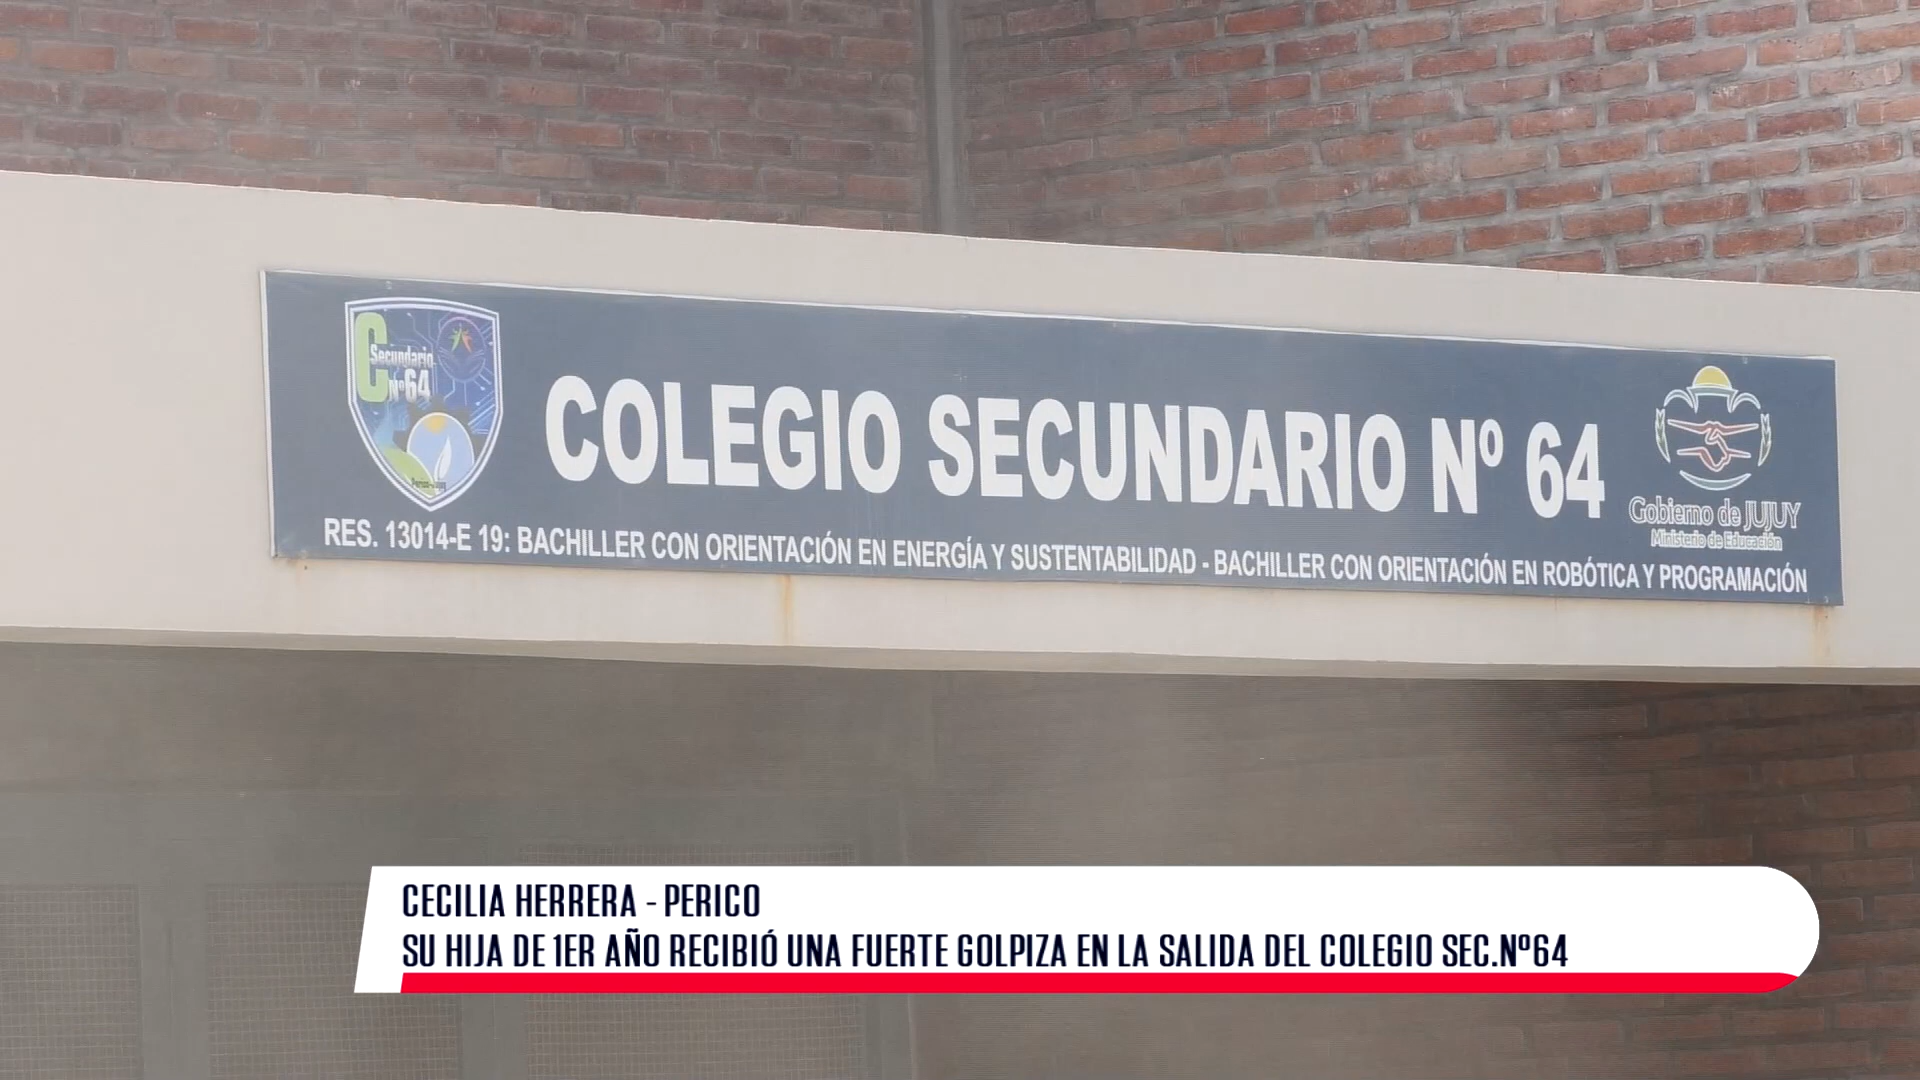 C
Secundario
Nº64
Perico-Jujuy
COLEGIO SECUNDARIO Nº 64
Gobierno de JUJUY
Ministerio de Educación
RES. 13014-E 19: BACHILLER CON ORIENTACIÓN EN ENERGÍA Y SUSTENTABILIDAD - BACHILLER CON ORIENTACIÓN EN ROBÓTICA Y PROGRAMACIÓN
CECILIA HERRERA - PERICO
SU HIJA DE 1ER AÑO RECIBIÓ UNA FUERTE GOLPIZA EN LA SALIDA DEL COLEGIO SEC.Nº64